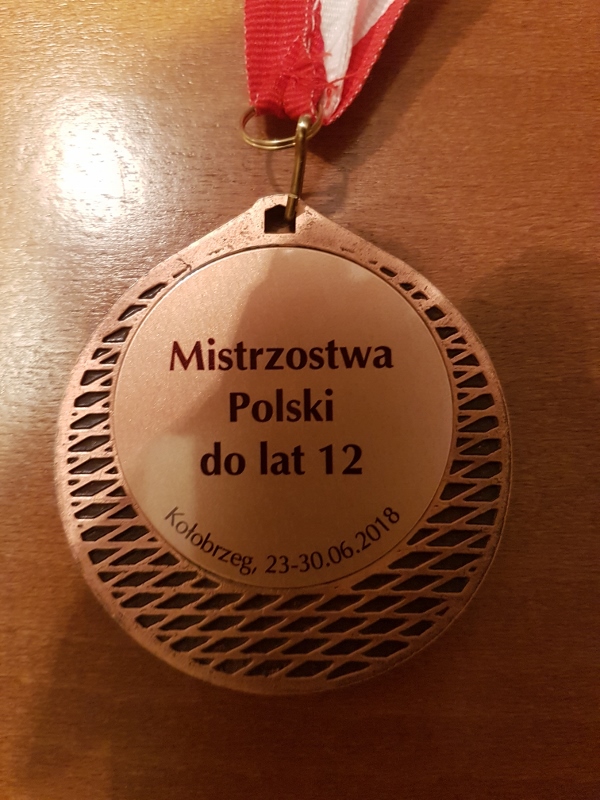 Mistrzostwa
Polski
do lat 12
Kołobrzeg, 23-30.06.2018